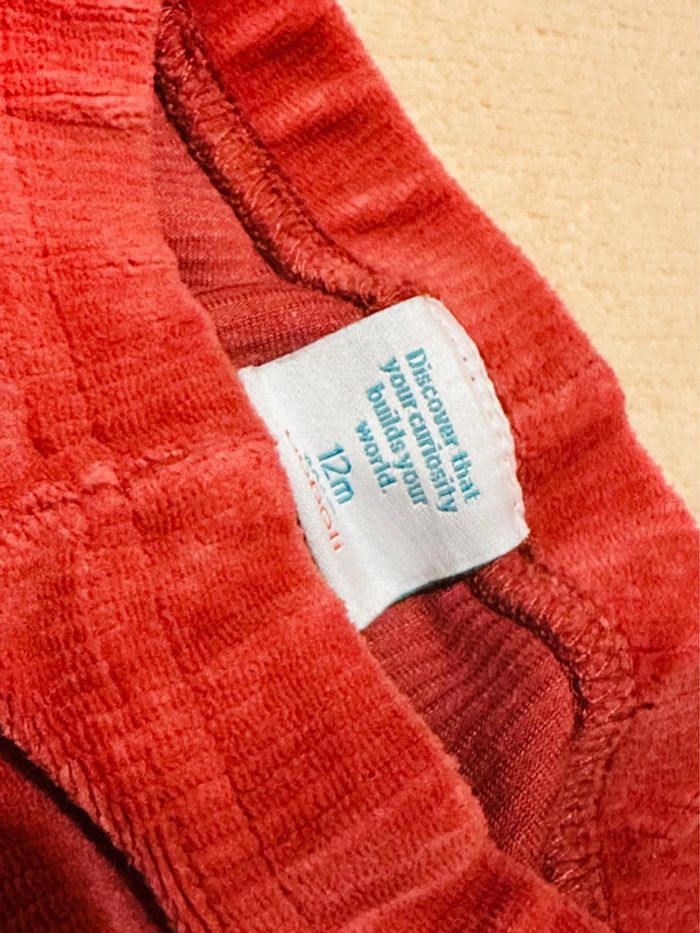 Discover that
your curiosity
builds your
world.
12m